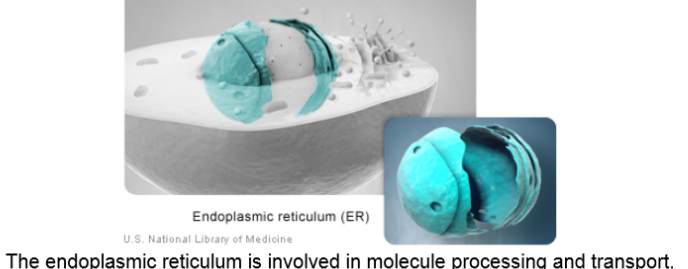 Endoplasmic reticulum (ER)
U.S. National Library of Medicine
The endoplasmic reticulum is involved in molecule processing and transport.